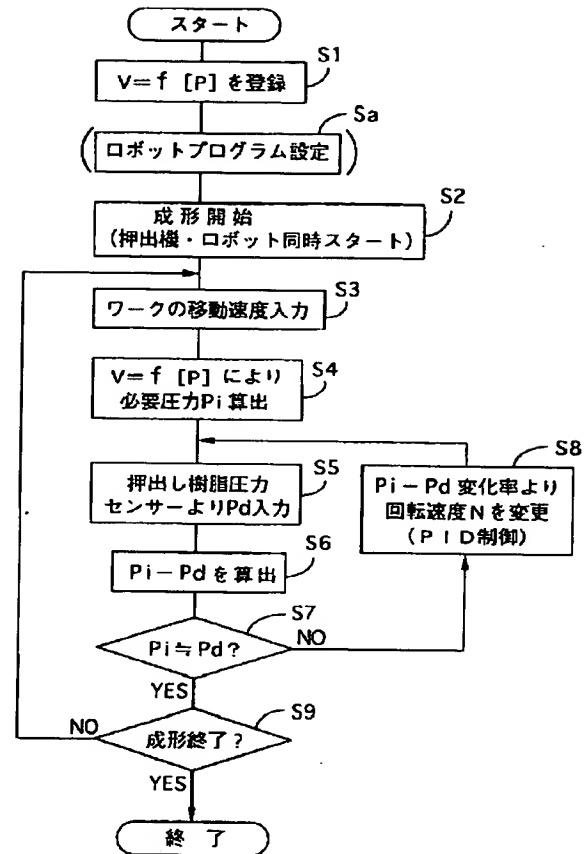 スタート
S1
V=f [P] を登録
Sa
(ロボットプログラム設定)
S2
成形開始
(押出機・ロボット同時スタート)
S3
ワークの移動速度入力
S4
V=f [P] により
必要圧力Pi算出
S5
押出し樹脂圧力
センサーよりPd入力
S8
Pi-Pd変化率より
回転速度Nを変更
(PID制御)
S6
Pi-Pdを算出
S7
Pi≒Pd?
NO
YES
S9
成形終了?
NO
YES
終了